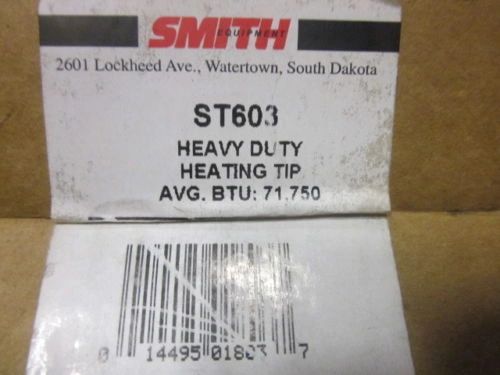 SMITH
EQUIPMENT
2601 Lockheed Ave., Watertown, South Dakota
ST603
HEAVY DUTY
HEATING TIP
AVG. BTU: 71,750
0 14495 01803 7